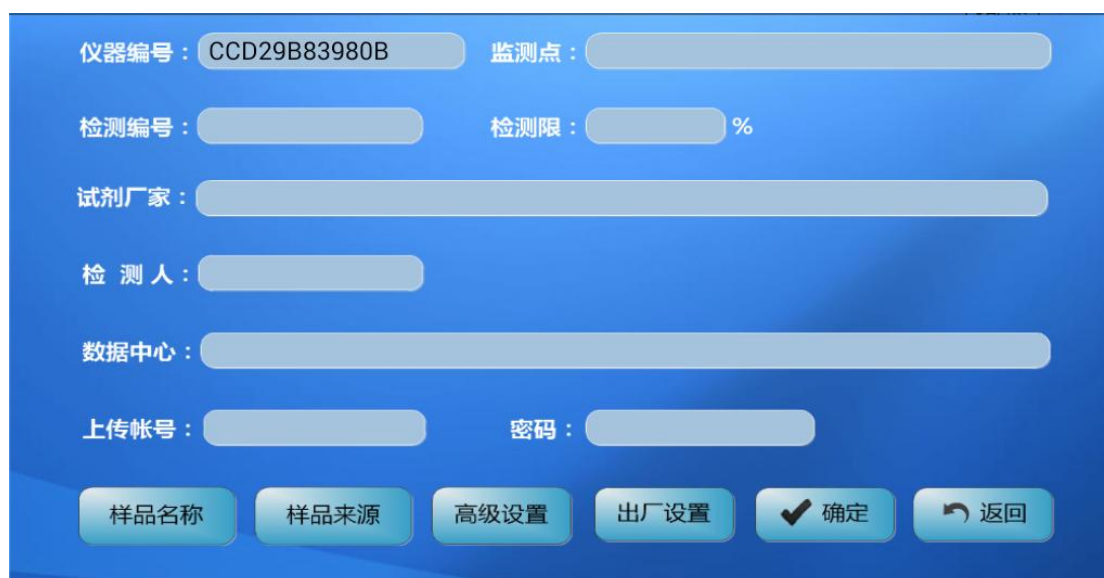 仪器编号：CCD29B83980B 监测点：
检测编号： 检测限： %
试剂厂家：
检 测 人：
数据中心：
上传帐号： 密码：
样品名称 样品来源 高级设置 出厂设置 确定 返回